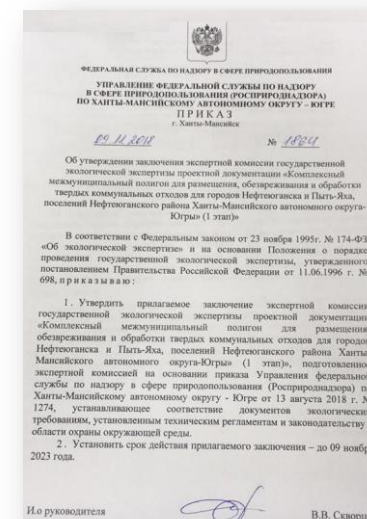 ФЕДЕРАЛЬНАЯ СЛУЖБА ПО НАДЗОРУ В СФЕРЕ ПРИРОДОПОЛЬЗОВАНИЯ
УПРАВЛЕНИЕ ФЕДЕРАЛЬНОЙ СЛУЖБЫ ПО НАДЗОРУ
В СФЕРЕ ПРИРОДОПОЛЬЗОВАНИЯ (РОСПРИРОДНАДЗОРА)
ПО ХАНТЫ-МАНСИЙСКОМУ АВТОНОМНОМУ ОКРУГУ – ЮГРЕ
ПРИКАЗ
г. Ханты-Мансийск
09.11.2018 № 1864
Об утверждении заключения экспертной комиссии государственной
экологической экспертизы проектной документации «Комплексный
межмуниципальный полигон для размещения, обезвреживания и обработки
твердых коммунальных отходов для городов Нефтеюганска и Пыть-Яха,
поселений Нефтеюганского района Ханты-Мансийского автономного округа-
Югры» (1 этап)»
В соответствии с Федеральным законом от 23 ноября 1995г. № 174-ФЗ
«Об экологической экспертизе» и на основании Положения о порядке
проведения государственной экологической экспертизы, утвержденного
постановлением Правительства Российской Федерации от 11.06.1996 г. №
698, приказываю:
1. Утвердить прилагаемое заключение экспертной комиссии
государственной экологической экспертизы проектной документации
«Комплексный межмуниципальный полигон для размещения,
обезвреживания и обработки твердых коммунальных отходов для городов
Нефтеюганска и Пыть-Яха, поселений Нефтеюганского района Ханты-
Мансийского автономного округа-Югры» (1 этап)», подготовленное
экспертной комиссией на основании приказа Управления федеральной
службы по надзору в сфере природопользования (Росприроднадзора) по
Ханты-Мансийскому автономному округу - Югре от 13 августа 2018 г. №
1274, устанавливающее соответствие документов экологическим
требованиям, установленным техническим регламентам и законодательству в
области охраны окружающей среды.
2. Установить срок действия прилагаемого заключения – до 09 ноября
2023 года.
И.о руководителя В.В. Скворц